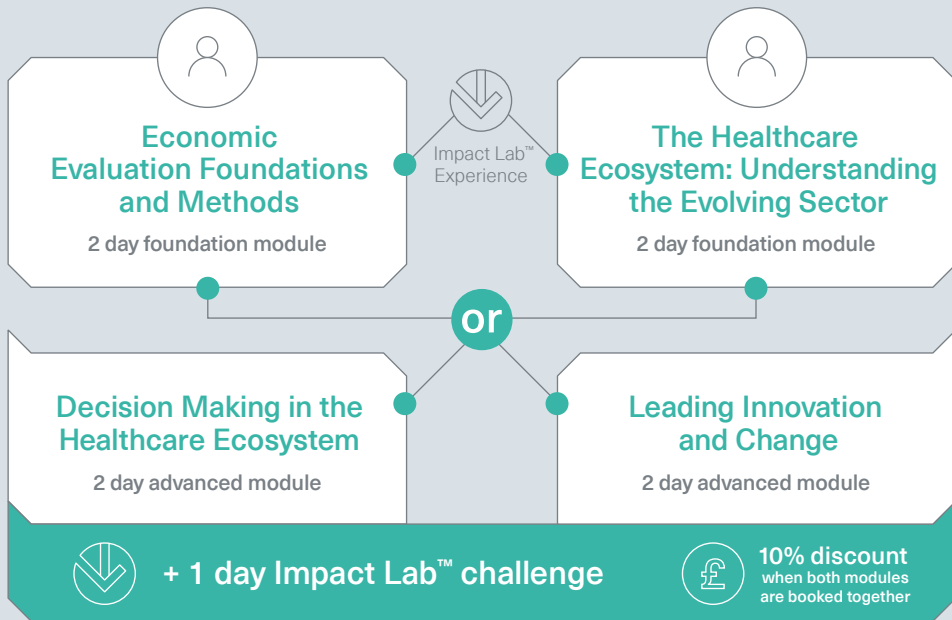 Economic
Evaluation Foundations
and Methods
2 day foundation module
Impact Lab™
Experience
The Healthcare
Ecosystem: Understanding
the Evolving Sector
2 day foundation module
or
Decision Making in the
Healthcare Ecosystem
2 day advanced module
Leading Innovation
and Change
2 day advanced module
+ 1 day Impact Lab™ challenge
£
10% discount
when both modules
are booked together